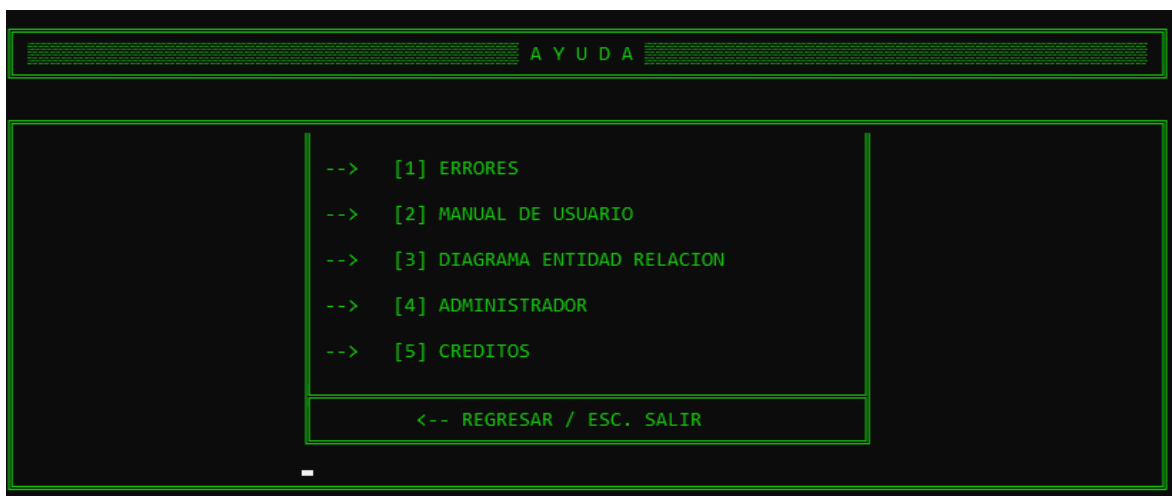 A Y U D A
--> [1] ERRORES
--> [2] MANUAL DE USUARIO
--> [3] DIAGRAMA ENTIDAD RELACION
--> [4] ADMINISTRADOR
--> [5] CREDITOS
<-- REGRESAR / ESC. SALIR